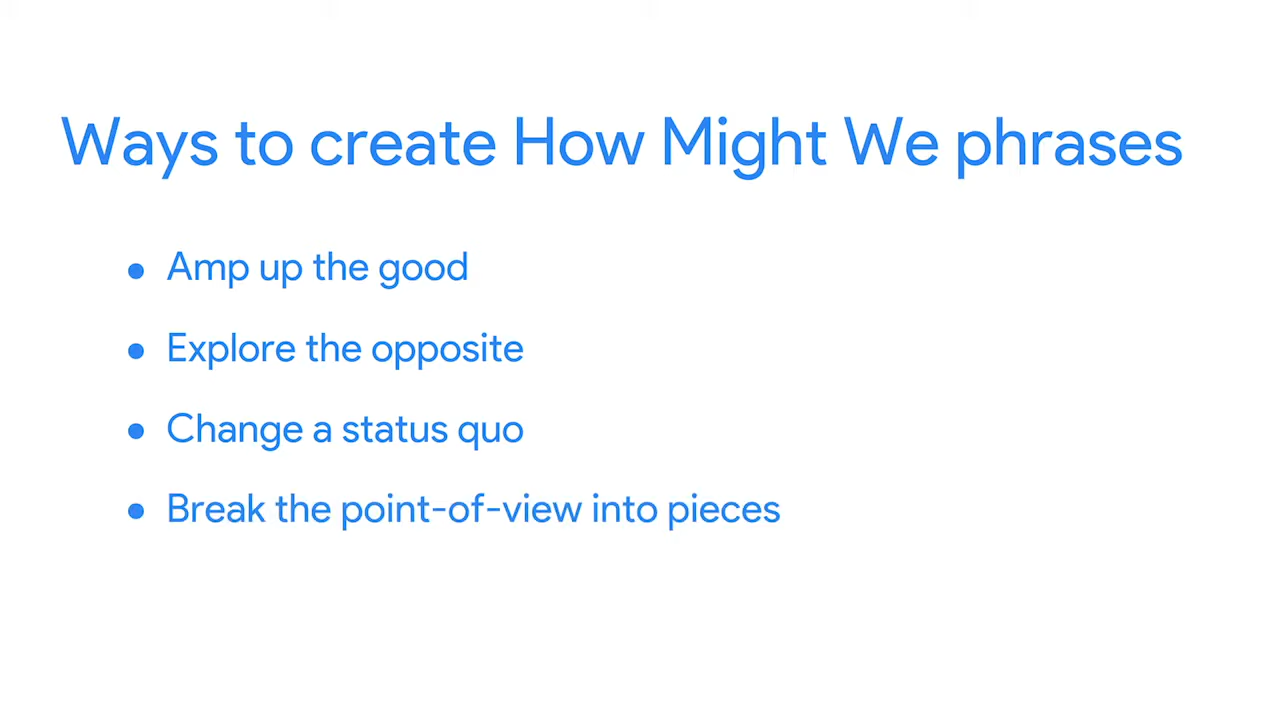 Ways to create How Might We phrases
● Amp up the good
● Explore the opposite
● Change a status quo
● Break the point-of-view into pieces